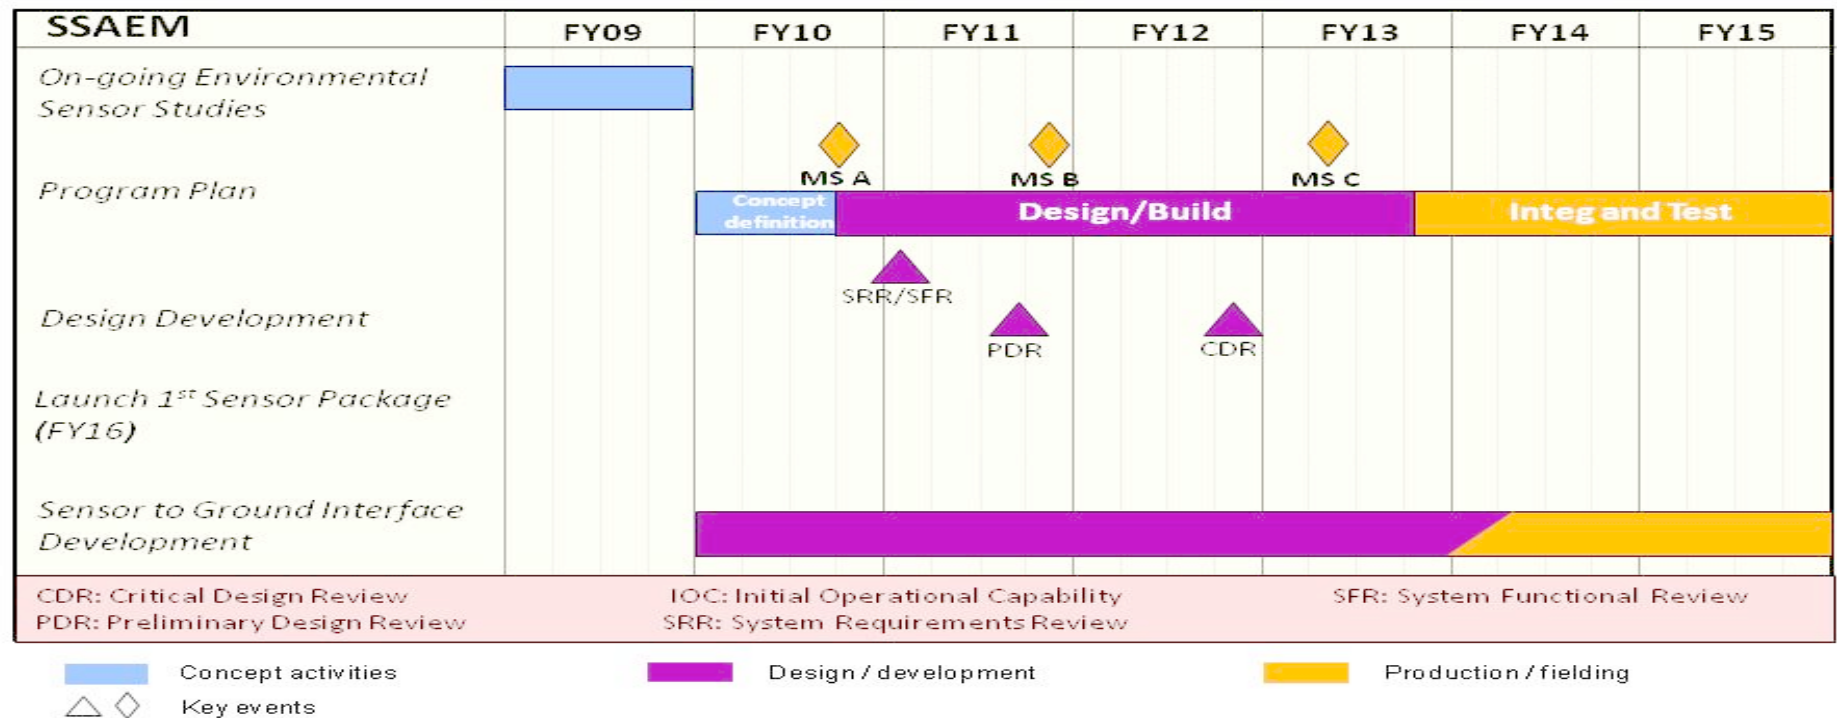 SSAEM FY09 FY10 FY11 FY12 FY13 FY14 FY15
On-going Environmental
Sensor Studies
MS A MS B MS C
Program Plan
Concept
definition
Design/Build
Integ and Test
SRR/SFR
Design Development
PDR CDR
Launch 1st Sensor Package
(FY16)
Sensor to Ground Interface
Development
CDR: Critical Design Review IOC: Initial Operational Capability SFR: System Functional Review
PDR: Preliminary Design Review SRR: System Requirements Review
Concept activities Design / development Production / fielding
Key events